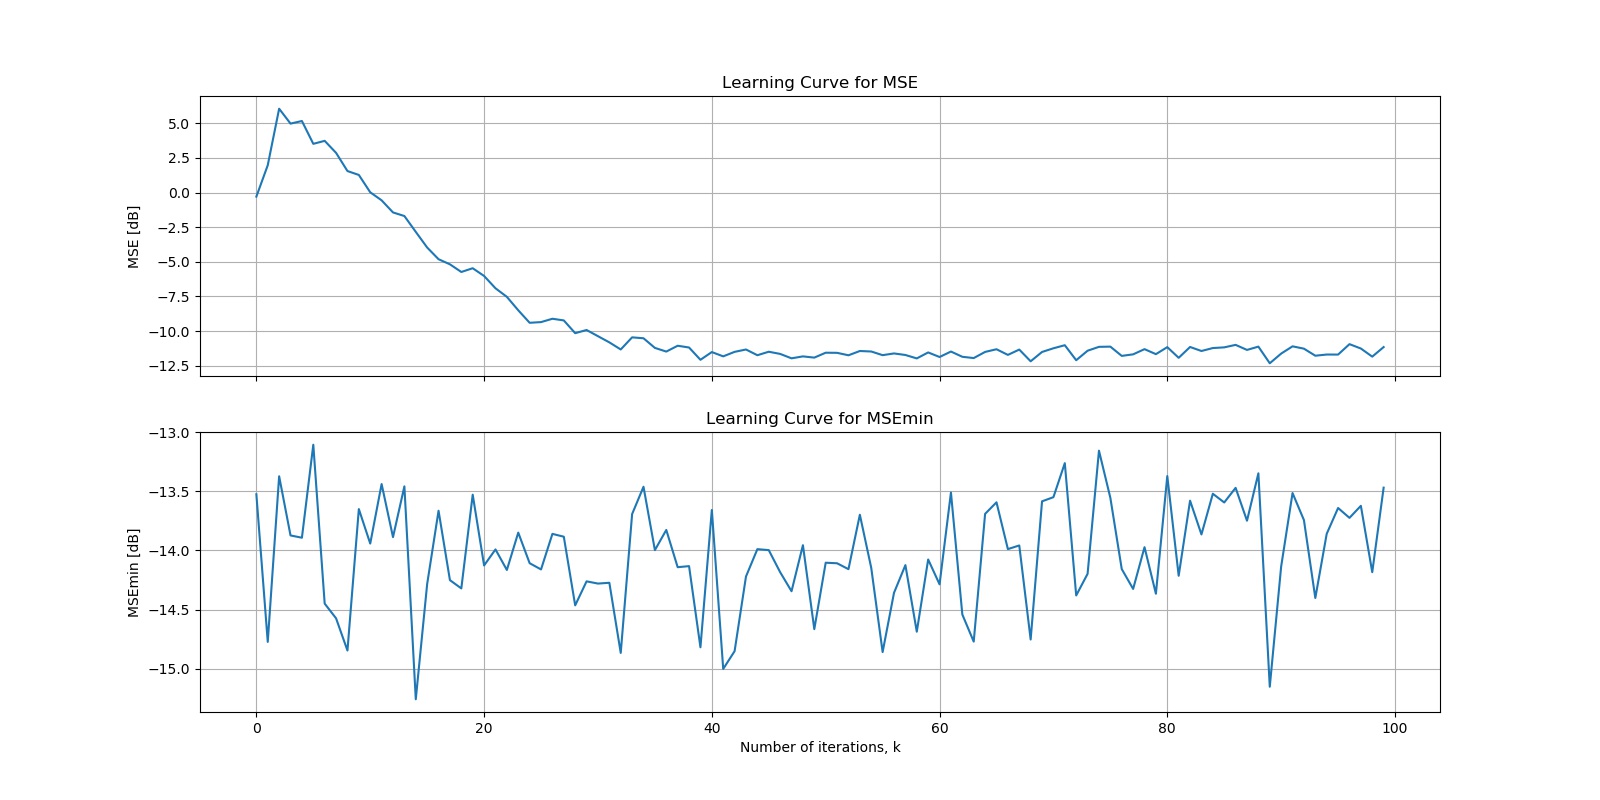 Learning Curve for MSE
5.0
2.5
0.0
−2.5
−5.0
−7.5
−10.0
−12.5
MSE [dB]
Learning Curve for MSEmin
−13.0
−13.5
−14.0
−14.5
−15.0
MSEmin [dB]
0 20 40 60 80 100
Number of iterations, k